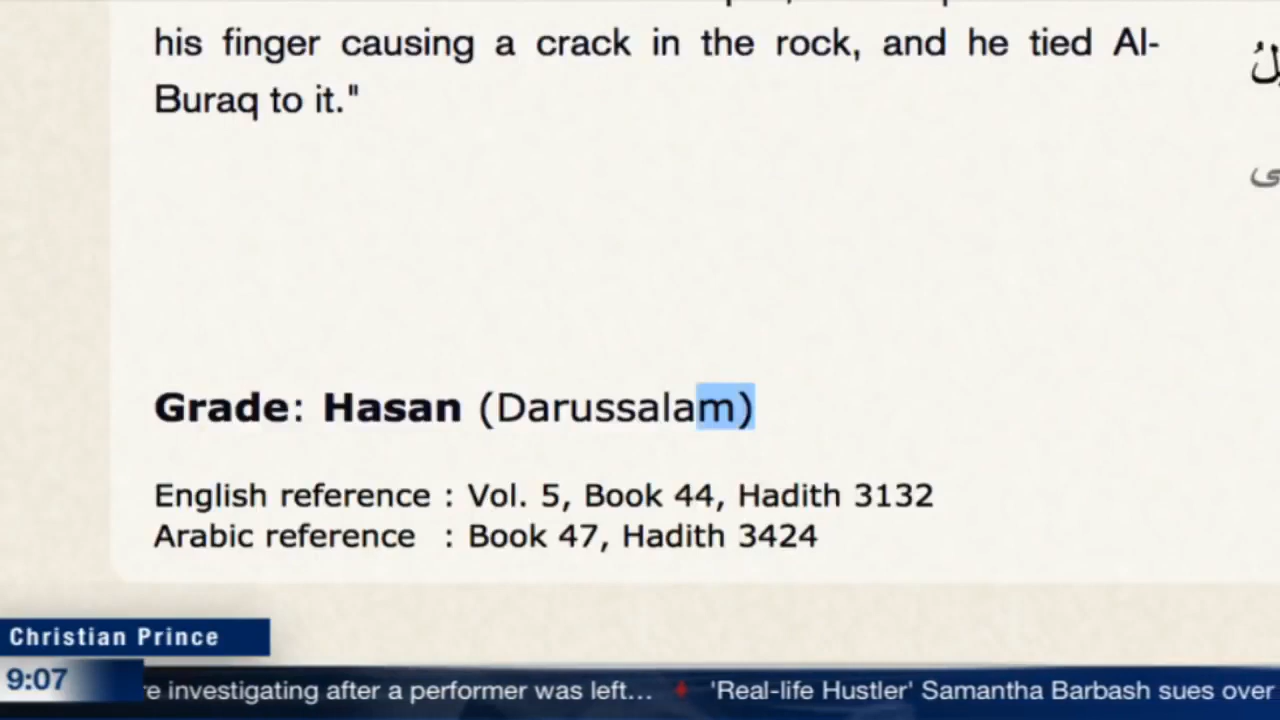 his finger causing a crack in the rock, and he tied Al-
Buraq to it."
Grade: Hasan (Darussalam)
English reference : Vol. 5, Book 44, Hadith 3132
Arabic reference : Book 47, Hadith 3424
Christian Prince
9:07
re investigating after a performer was left... ♦ 'Real-life Hustler' Samantha Barbash sues over